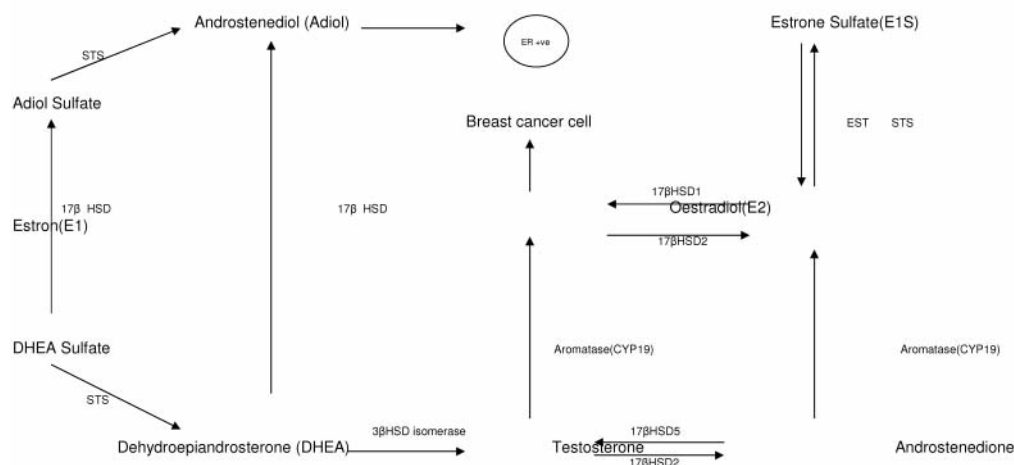 Androstenediol (Adiol)
ER +ve
Estrone Sulfate(E1S)
STS
Adiol Sulfate
Breast cancer cell
EST STS
17β HSD
17β HSD
17βHSD1
Estron(E1)
Oestradiol(E2)
17βHSD2
DHEA Sulfate
Aromatase(CYP19)
Aromatase(CYP19)
STS
3βHSD isomerase
17βHSD5
Dehydroepiandrosterone (DHEA)
Testosterone
Androstenedione
17βHSD2